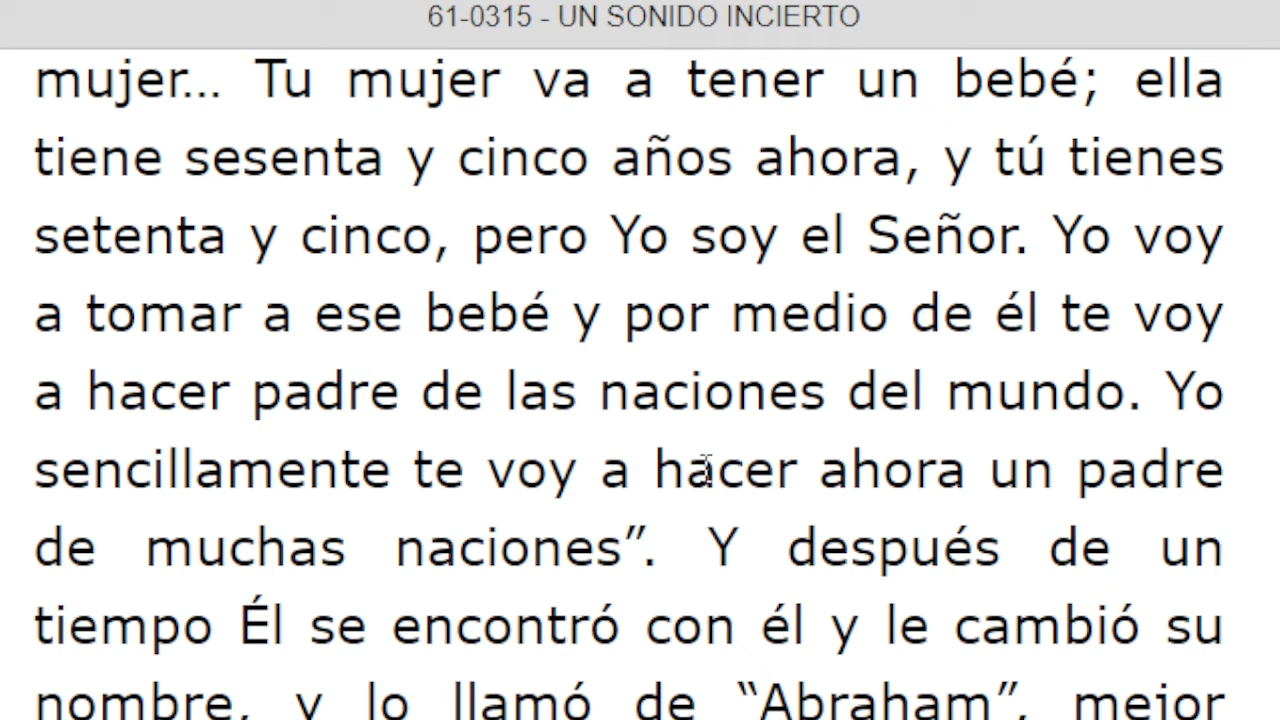 61-0315 - UN SONIDO INCIERTO
mujer... Tu mujer va a tener un bebé; ella
tiene sesenta y cinco años ahora, y tú tienes
setenta y cinco, pero Yo soy el Señor. Yo voy
a tomar a ese bebé y por medio de él te voy
a hacer padre de las naciones del mundo. Yo
sencillamente te voy a hacer ahora un padre
de muchas naciones”. Y después de un
tiempo Él se encontró con él y le cambió su
nombre, y lo llamó de “Abraham”, mejor